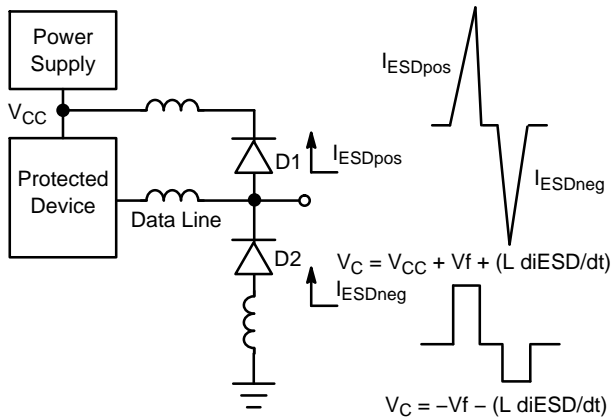 Power
Supply
V_CC
Protected
Device
Data Line
D1
I_ESDpos
D2
I_ESDneg
I_ESDpos
I_ESDneg
V_C = V_CC + Vf + (L diESD/dt)
V_C = −Vf − (L diESD/dt)